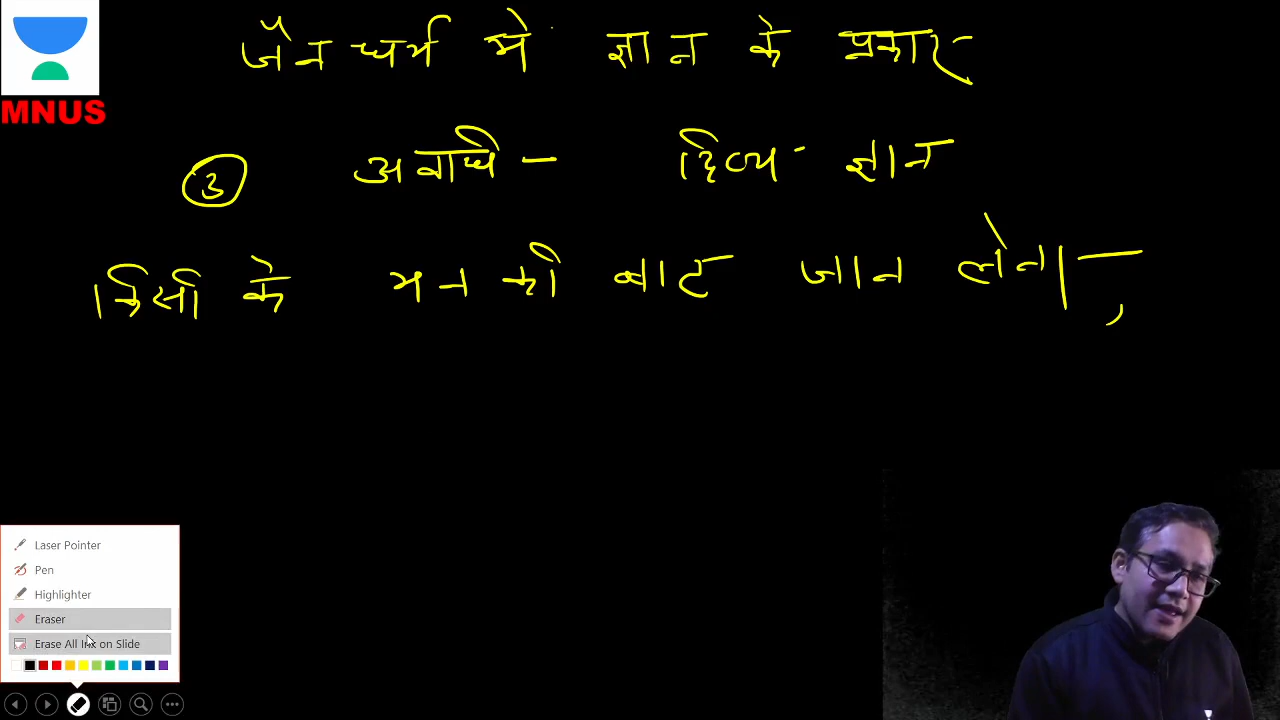 MNUS
जैन धर्म में ज्ञान के प्रकार
③ अवधि - दिव्य ज्ञान
किसी के मन की बात जान लेना,
Laser Pointer
Pen
Highlighter
Eraser
Erase All Ink on Slide